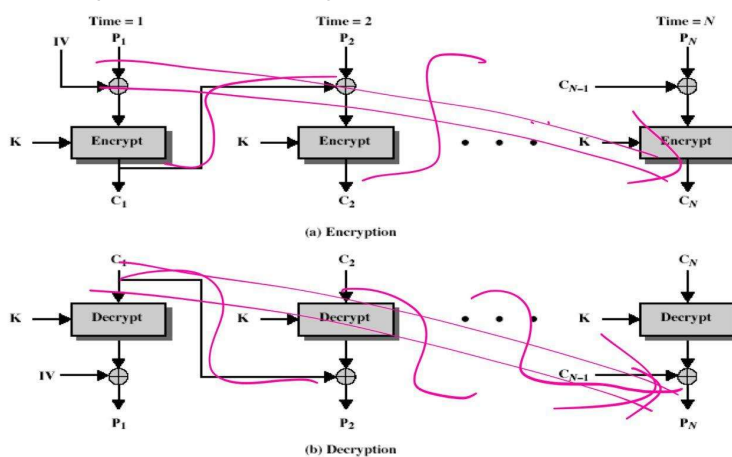 Time = 1 Time = 2 Time = N
IV P1 P2 PN
CN−1
K Encrypt K Encrypt • • • K Encrypt
C1 C2 CN
(a) Encryption
C1 C2 CN
K Decrypt K Decrypt • • • K Decrypt
IV CN−1
P1 P2 PN
(b) Decryption